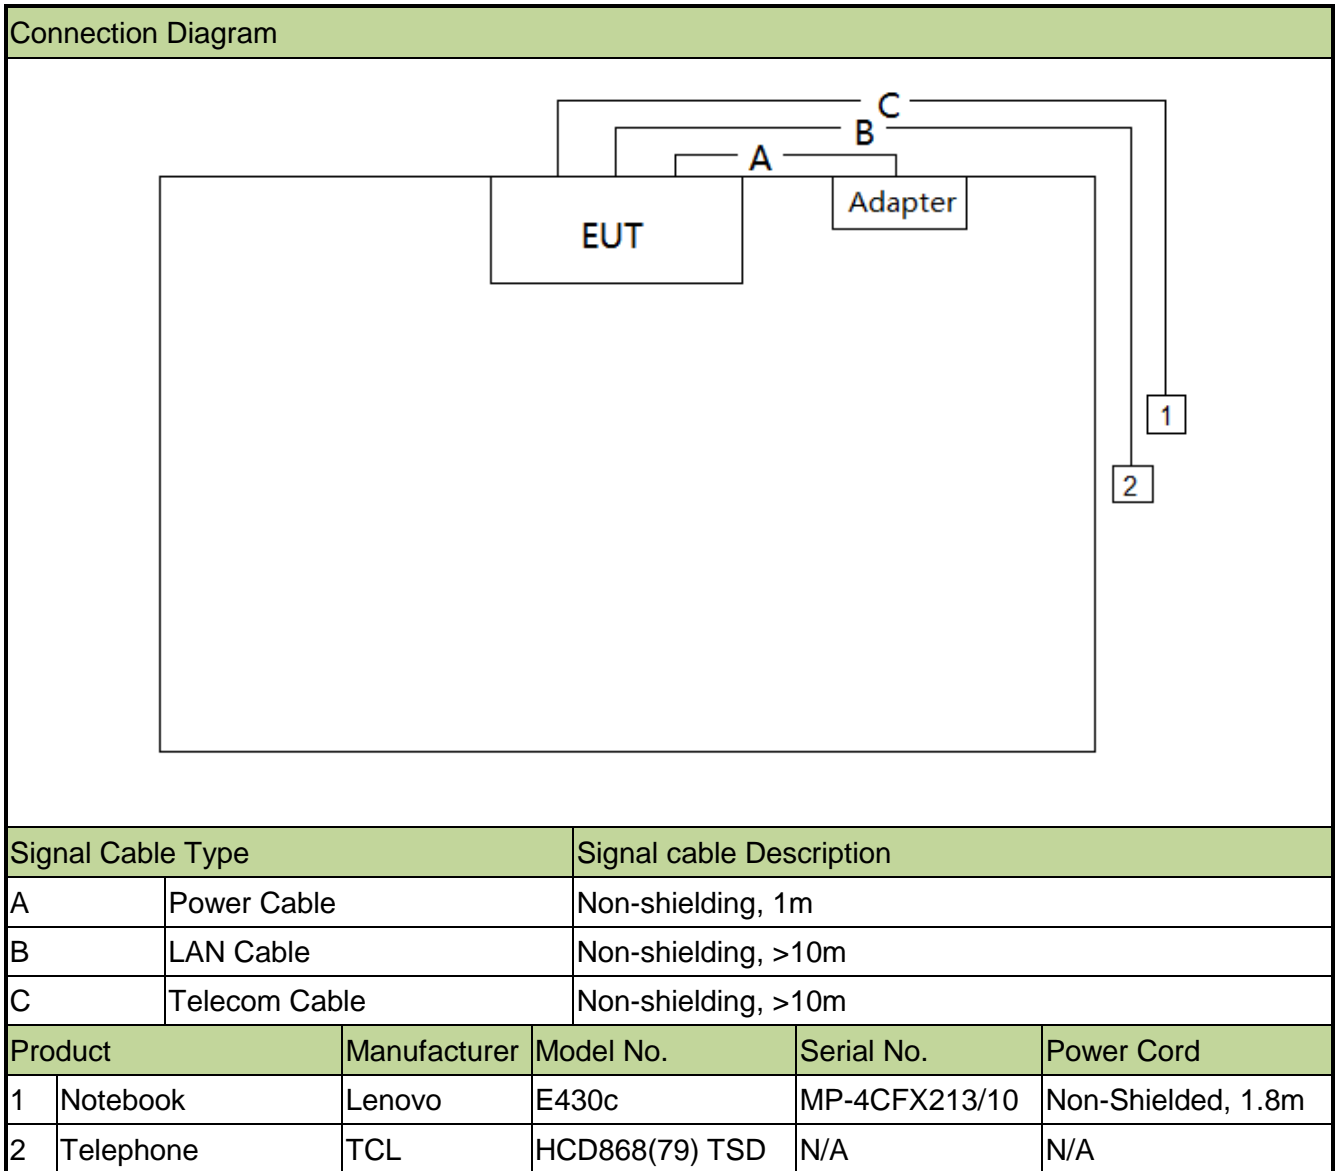 Connection Diagram
C
B
A
Adapter
EUT
1
2
Signal Cable Type Signal cable Description
A Power Cable Non-shielding, 1m
B LAN Cable Non-shielding, >10m
C Telecom Cable Non-shielding, >10m
Product Manufacturer Model No. Serial No. Power Cord
1 Notebook Lenovo E430c MP-4CFX213/10 Non-Shielded, 1.8m
2 Telephone TCL HCD868(79) TSD N/A N/A